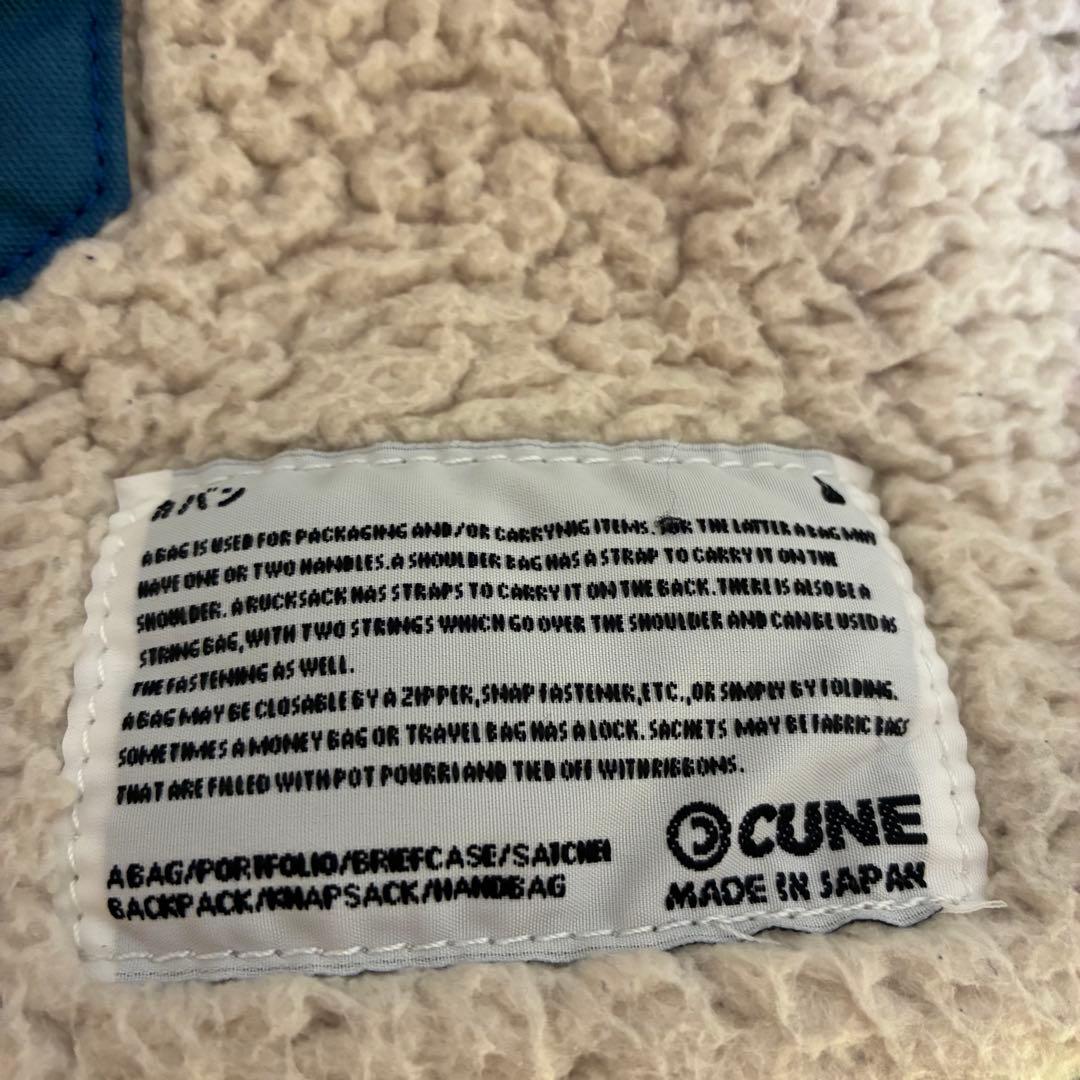 カバン
A BAG IS USED FOR PACKAGING AND/OR CARRYNIG ITEMS. FOR THE LATTER A BAG MAY
HAVE ONE OR TWO HANDLES. A SHOULDER BAG HAS A STRAP TO CARRY IT ON THE
SHOULDER. A RUCKSACK HAS STRAPS TO CARRY IT ON THE BACK. THERE IS ALSO BE A
STRING BAG, WITH TWO STRINGS WHICH GO OVER THE SHOULDER AND CAN BE USED AS
THE FASTENING AS WELL.
A BAG MAY BE CLOSABLE BY A ZIPPER, SNAP FASTENER, ETC., OR SIMPLY BY FOLDING.
SOMETIMES A MONEY BAG OR TRAVEL BAG HAS A LOCK. SACHETS MAY BE FABRIC BAGS
THAT ARE FILLED WITH POT POURRI AND TIED OFF WITH RIBBONS.
A BAG/PORTFOLIO/BRIEFCASE/SATCHEL
BACKPACK/KNAPSACK/HANDBAG
CUNE
MADE IN JAPAN